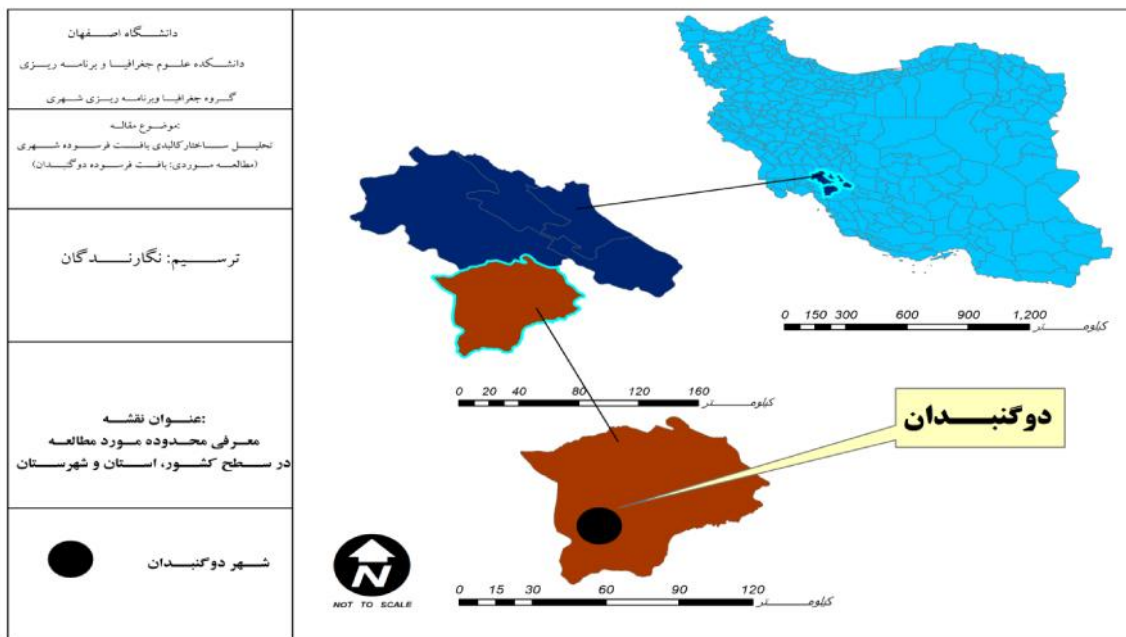 دانشگاه اصفهان
دانشکده علوم جغرافیا و برنامه ریزی
گروه جغرافیا وبرنامه ریزی شهری
موضوع مقاله:
تحلیل ساختارکالبدی بافت فرسوده شهری
(مطالعه موردی: بافت فرسوده دوگنبدان)
ترسیم: نگارندگان
عنوان نقشه:
معرفی محدوده مورد مطالعه
در سطح کشور، استان و شهرستان
شهر دوگنبدان
0 150 300 600 900 1,200
کیلومتر
0 20 40 80 120 160
کیلومتر
دوگنبدان
0 15 30 60 90 120
کیلومتر
N
NOT TO SCALE